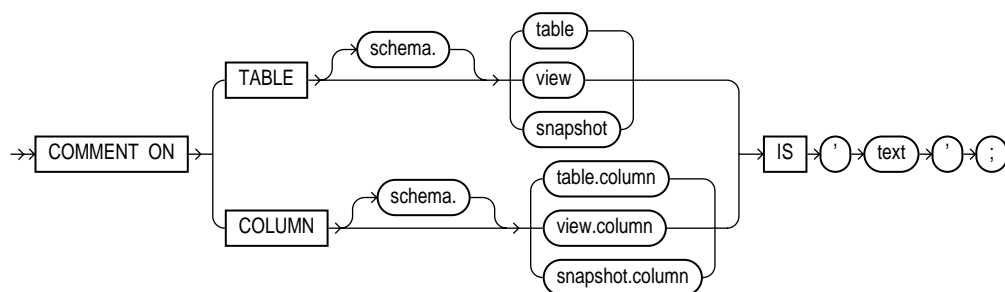 table
schema.
TABLE
view
snapshot
COMMENT ON
IS ' text ' ;
table.column
schema.
COLUMN
view.column
snapshot.column